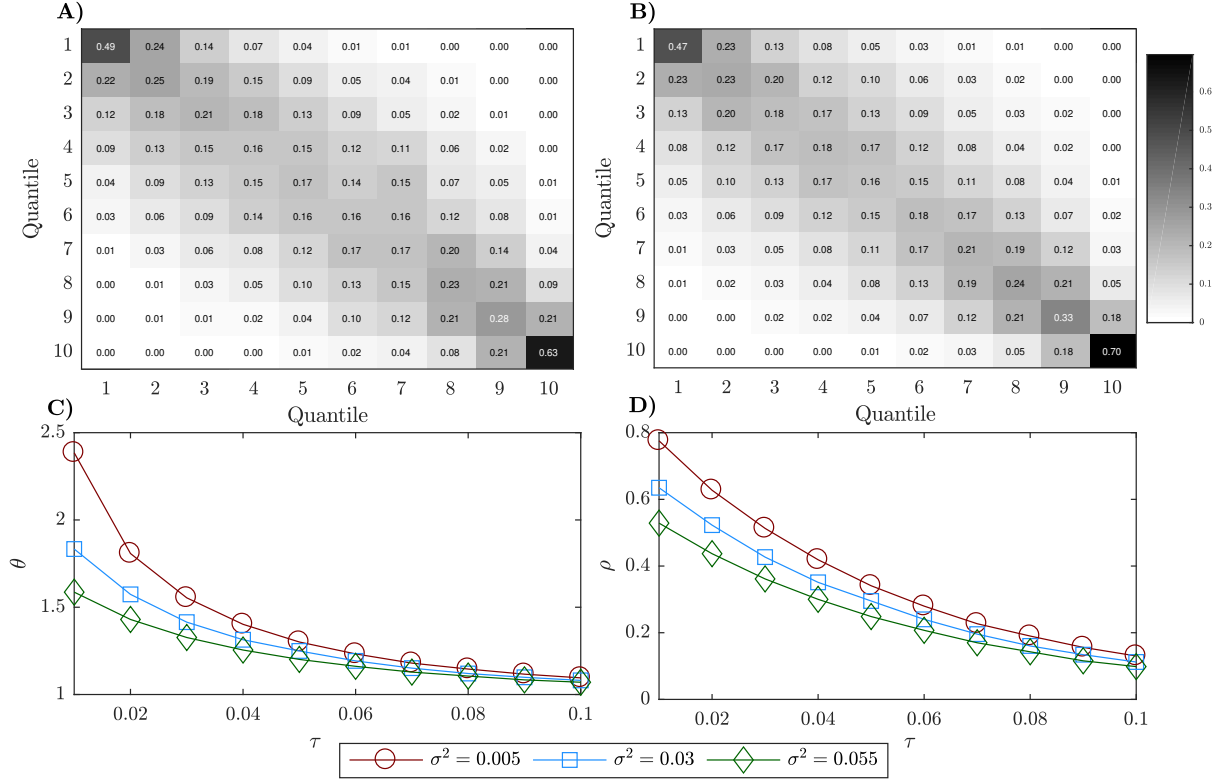 A)
1 0.49 0.24 0.14 0.07 0.04 0.01 0.01 0.00 0.00 0.00
2 0.22 0.25 0.19 0.15 0.09 0.05 0.04 0.01 0.00 0.00
3 0.12 0.18 0.21 0.18 0.13 0.09 0.05 0.02 0.01 0.00
4 0.09 0.13 0.15 0.16 0.15 0.12 0.11 0.06 0.02 0.00
5 0.04 0.09 0.13 0.15 0.17 0.14 0.15 0.07 0.05 0.01
6 0.03 0.06 0.09 0.14 0.16 0.16 0.16 0.12 0.08 0.01
7 0.01 0.03 0.06 0.08 0.12 0.17 0.17 0.20 0.14 0.04
8 0.00 0.01 0.03 0.05 0.10 0.13 0.15 0.23 0.21 0.09
9 0.00 0.01 0.01 0.02 0.04 0.10 0.12 0.21 0.28 0.21
10 0.00 0.00 0.00 0.00 0.01 0.02 0.04 0.08 0.21 0.63
1 2 3 4 5 6 7 8 9 10
Quantile
Quantile
B)
1 0.47 0.23 0.13 0.08 0.05 0.03 0.01 0.01 0.00 0.00
2 0.23 0.23 0.20 0.12 0.10 0.06 0.03 0.02 0.00 0.00
3 0.13 0.20 0.18 0.17 0.13 0.09 0.05 0.03 0.02 0.00
4 0.08 0.12 0.17 0.18 0.17 0.12 0.08 0.04 0.02 0.00
5 0.05 0.10 0.13 0.17 0.16 0.15 0.11 0.08 0.04 0.01
6 0.03 0.06 0.09 0.12 0.15 0.18 0.17 0.13 0.07 0.02
7 0.01 0.03 0.05 0.08 0.11 0.17 0.21 0.19 0.12 0.03
8 0.01 0.02 0.03 0.04 0.08 0.13 0.19 0.24 0.21 0.05
9 0.00 0.00 0.02 0.02 0.04 0.07 0.12 0.21 0.33 0.18
10 0.00 0.00 0.00 0.00 0.01 0.02 0.03 0.05 0.18 0.70
1 2 3 4 5 6 7 8 9 10
Quantile
Quantile
0.6
0.5
0.4
0.3
0.2
0.1
0
C)
2.5
2
1.5
1
θ
0.02 0.04 0.06 0.08 0.1
τ
D)
0.8
0.6
0.4
0.2
0
ρ
0.02 0.04 0.06 0.08 0.1
τ
σ² = 0.005 σ² = 0.03 σ² = 0.055